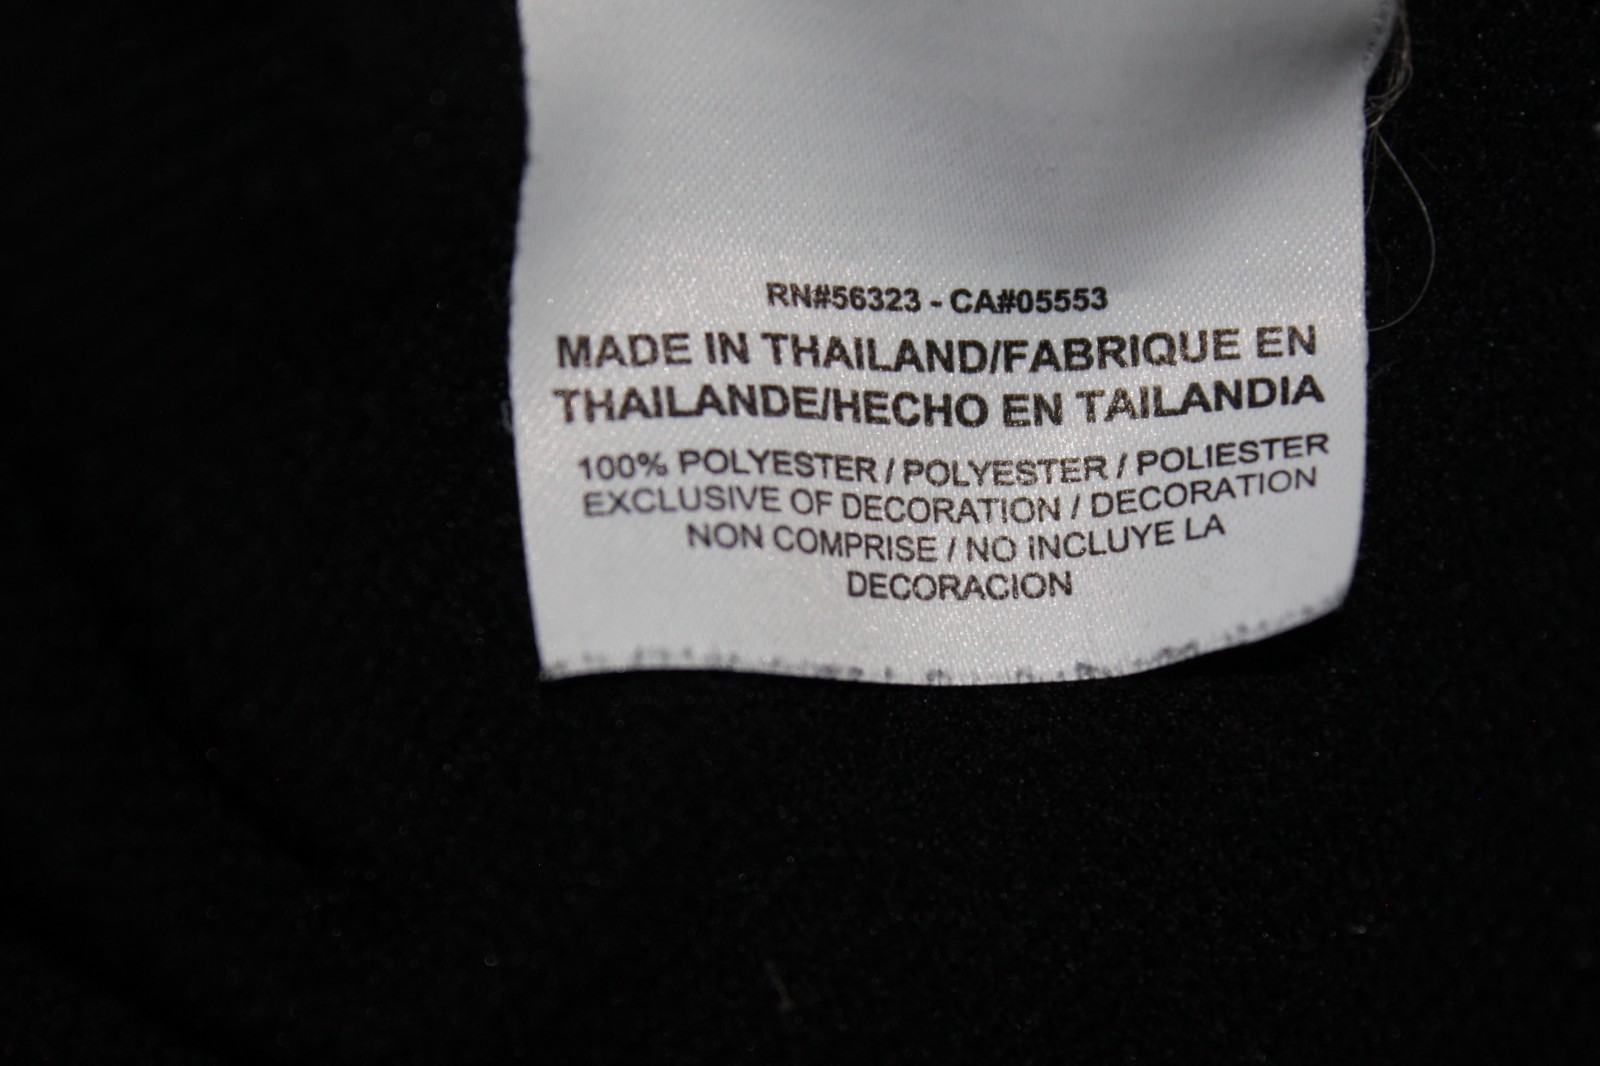 RN#56323 - CA#05553
MADE IN THAILAND/FABRIQUE EN
THAILANDE/HECHO EN TAILANDIA
100% POLYESTER / POLYESTER / POLIESTER
EXCLUSIVE OF DECORATION / DECORATION
NON COMPRISE / NO INCLUYE LA
DECORACION